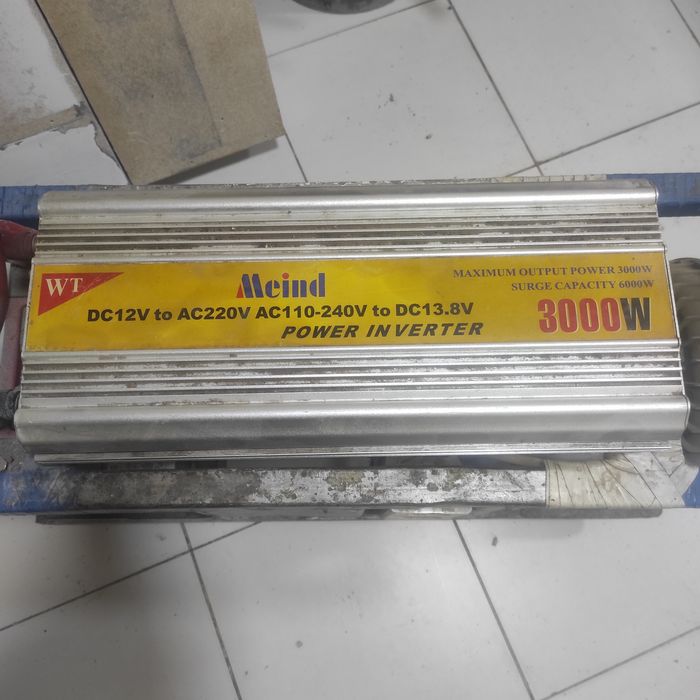 WT
Meind
DC12V to AC220V AC110-240V to DC13.8V
POWER INVERTER
MAXIMUM OUTPUT POWER 3000W
SURGE CAPACITY 6000W
3000W